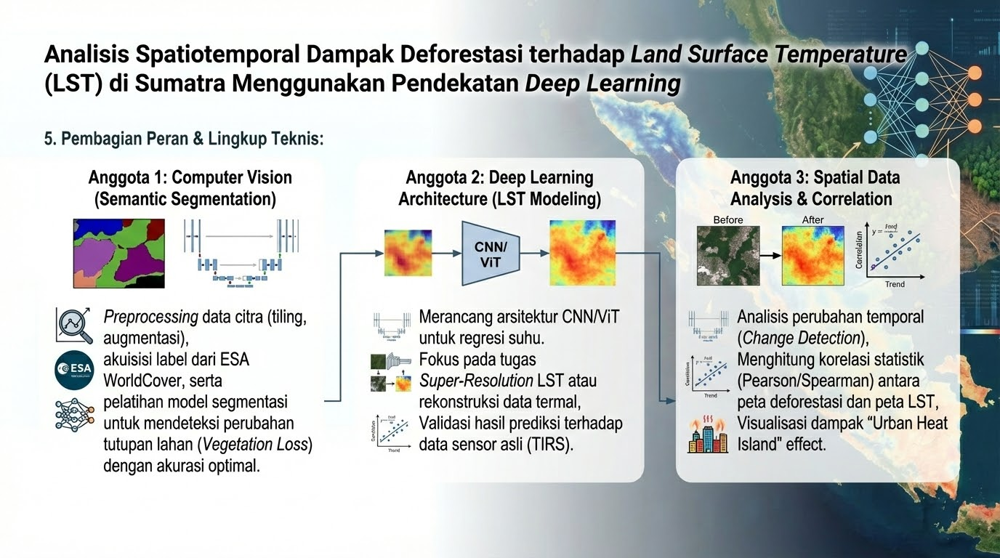 Analisis Spatiotemporal Dampak Deforestasi terhadap Land Surface Temperature
(LST) di Sumatra Menggunakan Pendekatan Deep Learning
5. Pembagian Peran & Lingkup Teknis:
Anggota 1: Computer Vision
(Semantic Segmentation)
Preprocessing data citra (tiling,
augmentasi),
esa
ESA
akuisisi label dari ESA
WorldCover, serta
pelatihan model segmentasi
untuk mendeteksi perubahan
tutupan lahan (Vegetation Loss)
dengan akurasi optimal.
Anggota 2: Deep Learning
Architecture (LST Modeling)
CNN/
ViT
Merancang arsitektur CNN/ViT
untuk regresi suhu.
Fokus pada tugas
Super-Resolution LST atau
rekonstruksi data termal,
Validasi hasil prediksi terhadap
data sensor asli (TIRS).
Trend
Anggota 3: Spatial Data
Analysis & Correlation
Before
After
y =
Correlation
Trend
Analisis perubahan temporal
(Change Detection),
Menghitung korelasi statistik
(Pearson/Spearman) antara
peta deforestasi dan peta LST,
Trend
Visualisasi dampak “Urban Heat
Island" effect.